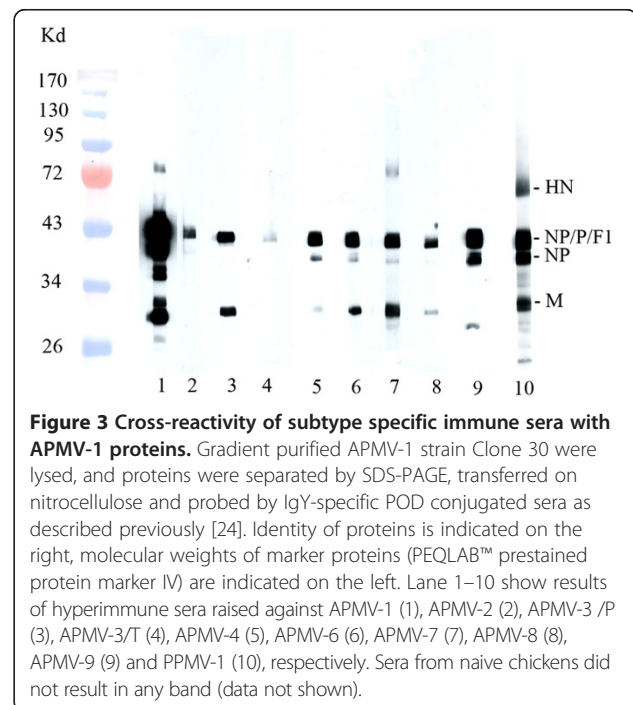 Kd
170
130
95
72
43
34
26
- HN
- NP/P/F1
- NP
- M
1 2 3 4 5 6 7 8 9 10
Figure 3 Cross-reactivity of subtype specific immune sera with
APMV-1 proteins. Gradient purified APMV-1 strain Clone 30 were
lysed, and proteins were separated by SDS-PAGE, transferred on
nitrocellulose and probed by IgY-specific POD conjugated sera as
described previously [24]. Identity of proteins is indicated on the
right, molecular weights of marker proteins (PEQLAB™ prestained
protein marker IV) are indicated on the left. Lane 1–10 show results
of hyperimmune sera raised against APMV-1 (1), APMV-2 (2), APMV-3 /P
(3), APMV-3/T (4), APMV-4 (5), APMV-6 (6), APMV-7 (7), APMV-8 (8),
APMV-9 (9) and PPMV-1 (10), respectively. Sera from naive chickens did
not result in any band (data not shown).